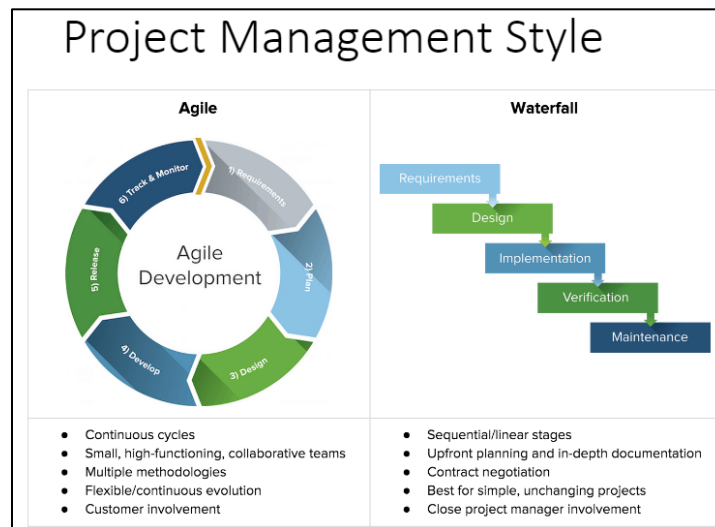 Project Management Style
Agile
1) Requirements
2) Plan
3) Design
4) Develop
5) Release
6) Track & Monitor
Agile
Development
● Continuous cycles
● Small, high-functioning, collaborative teams
● Multiple methodologies
● Flexible/continuous evolution
● Customer involvement
Waterfall
Requirements
Design
Implementation
Verification
Maintenance
● Sequential/linear stages
● Upfront planning and in-depth documentation
● Contract negotiation
● Best for simple, unchanging projects
● Close project manager involvement